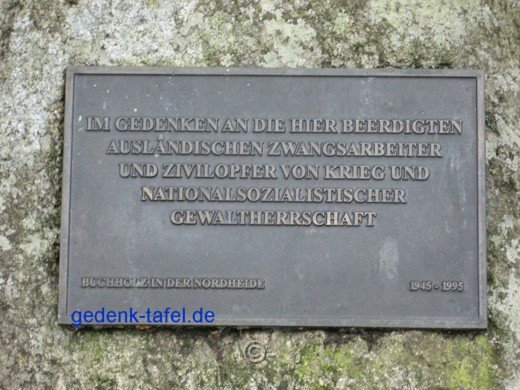 IM GEDENKEN AN DIE HIER BEERDIGTEN
AUSLÄNDISCHEN ZWANGSARBEITER
UND ZIVILOPFER VON KRIEG UND
NATIONALSOZIALISTISCHER
GEWALTHERRSCHAFT
BUCHHOLZ IN DER NORDHEIDE 1945 - 1995
gedenk-tafel.de
©